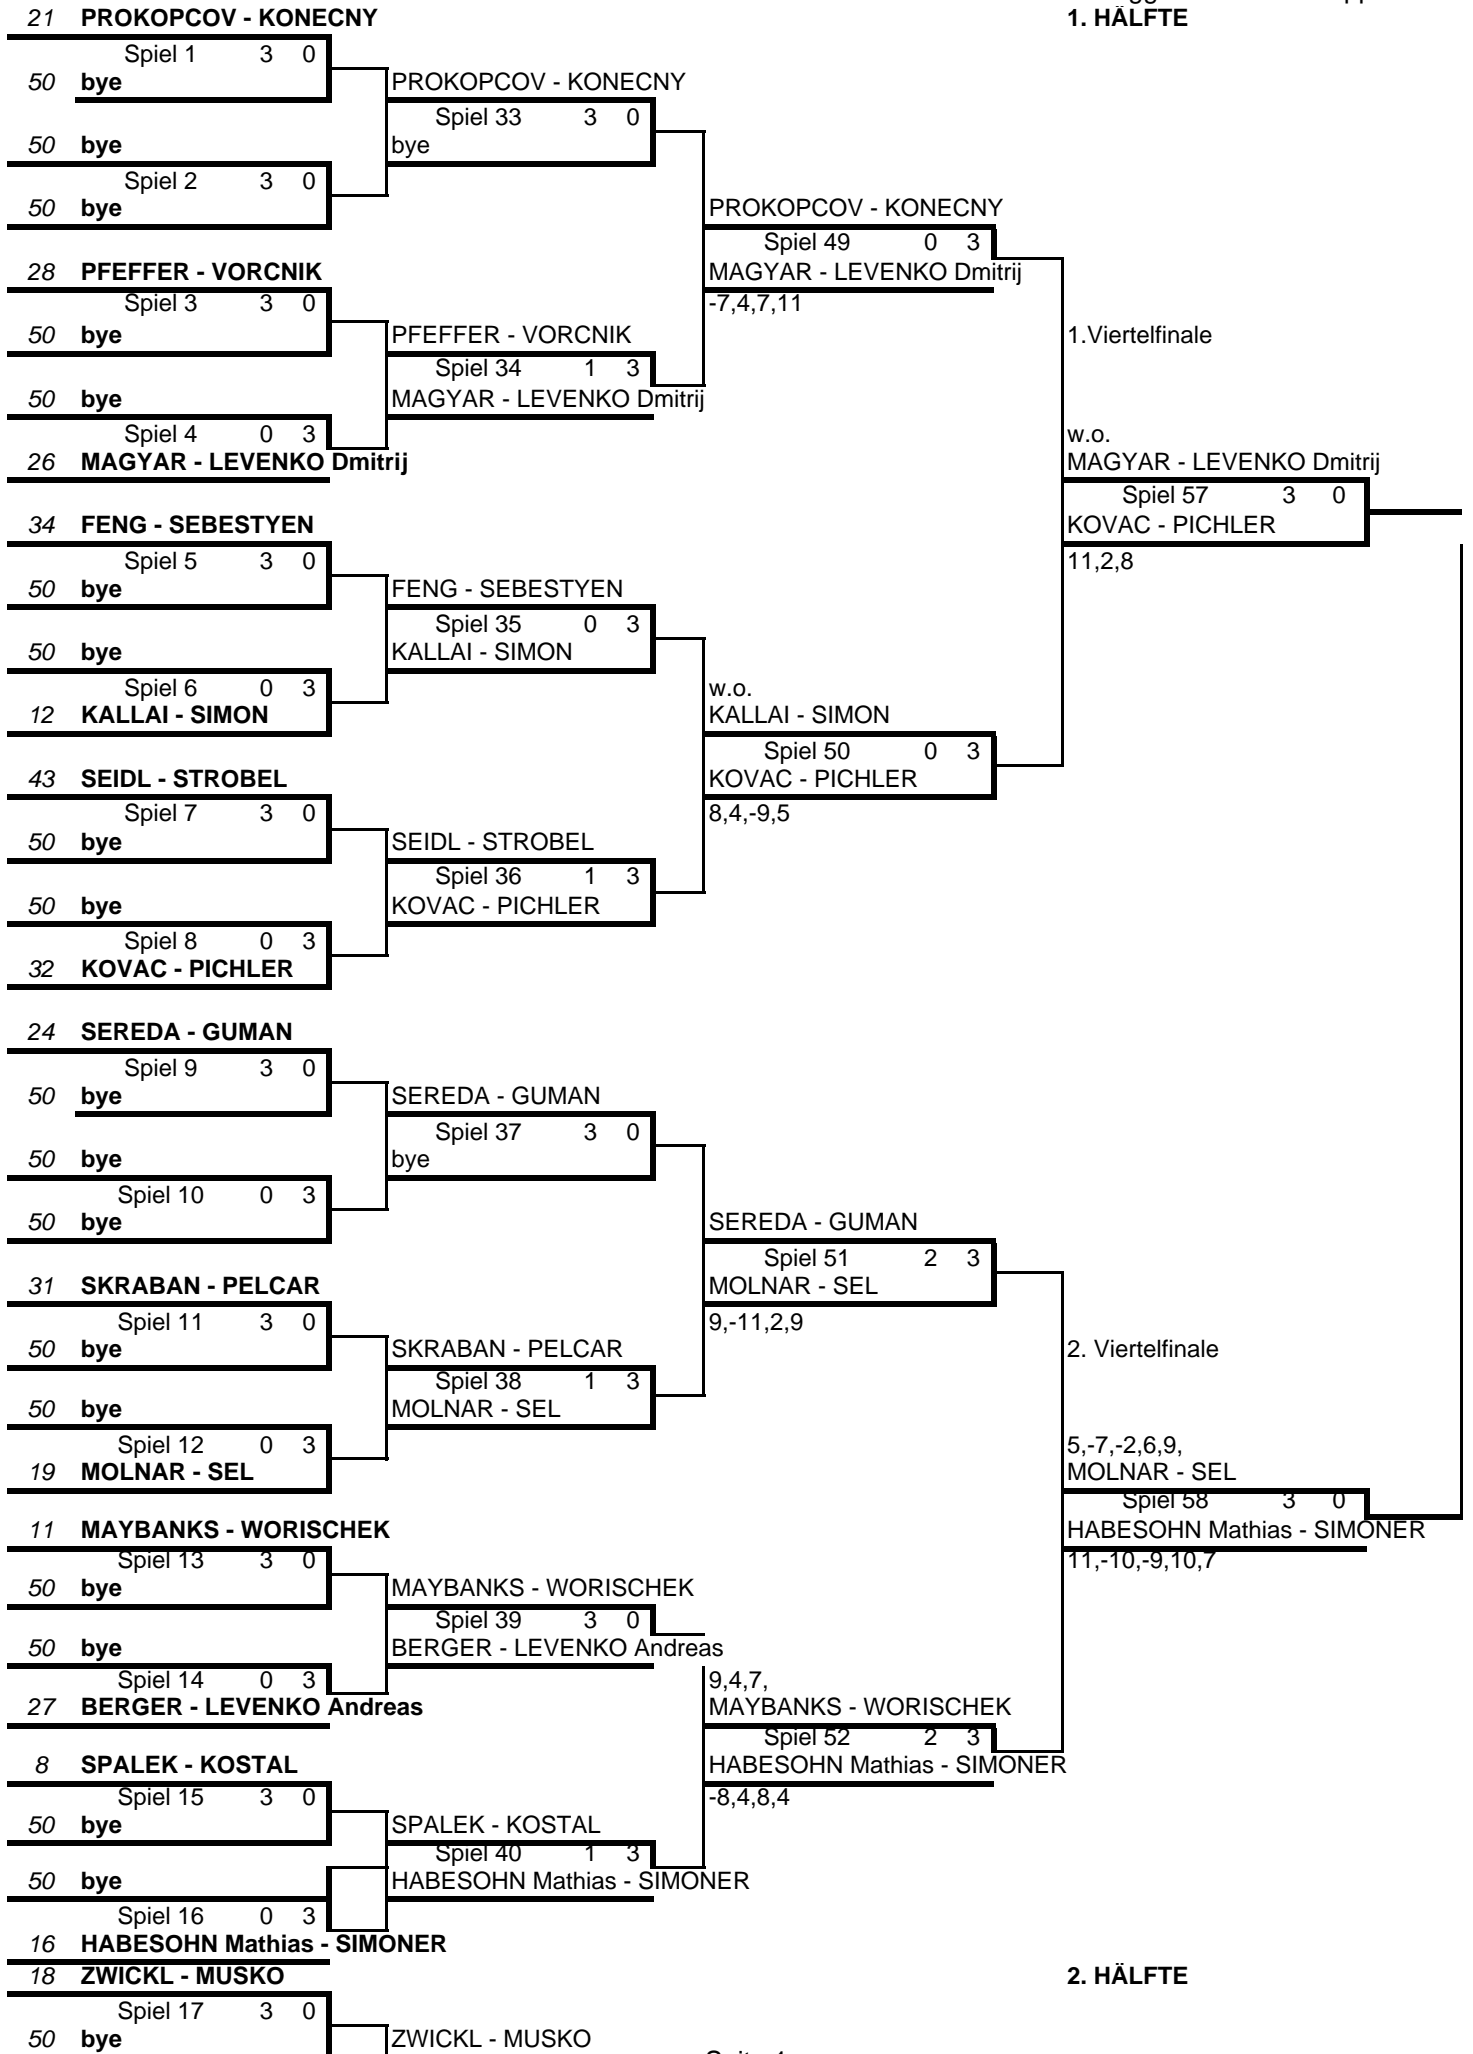 21 PROKOPCOV - KONECNY
1. HÄLFTE
Spiel 1 3 0
50 bye
PROKOPCOV - KONECNY
Spiel 33 3 0
50 bye
bye
Spiel 2 3 0
50 bye
PROKOPCOV - KONECNY
Spiel 49 0 3
28 PFEFFER - VORCNIK
MAGYAR - LEVENKO Dmitrij
Spiel 3 3 0
-7,4,7,11
50 bye
PFEFFER - VORCNIK
1.Viertelfinale
Spiel 34 1 3
50 bye
MAGYAR - LEVENKO Dmitrij
Spiel 4 0 3
w.o.
26 MAGYAR - LEVENKO Dmitrij
MAGYAR - LEVENKO Dmitrij
Spiel 57 3 0
34 FENG - SEBESTYEN
KOVAC - PICHLER
Spiel 5 3 0
11,2,8
50 bye
FENG - SEBESTYEN
Spiel 35 0 3
50 bye
KALLAI - SIMON
Spiel 6 0 3
w.o.
12 KALLAI - SIMON
KALLAI - SIMON
Spiel 50 0 3
43 SEIDL - STROBEL
KOVAC - PICHLER
Spiel 7 3 0
8,4,-9,5
50 bye
SEIDL - STROBEL
Spiel 36 1 3
50 bye
KOVAC - PICHLER
Spiel 8 0 3
32 KOVAC - PICHLER
24 SEREDA - GUMAN
Spiel 9 3 0
50 bye
SEREDA - GUMAN
Spiel 37 3 0
50 bye
bye
Spiel 10 0 3
50 bye
SEREDA - GUMAN
Spiel 51 2 3
31 SKRABAN - PELCAR
MOLNAR - SEL
Spiel 11 3 0
9,-11,2,9
50 bye
SKRABAN - PELCAR
2. Viertelfinale
Spiel 38 1 3
50 bye
MOLNAR - SEL
Spiel 12 0 3
5,-7,-2,6,9,
19 MOLNAR - SEL
MOLNAR - SEL
Spiel 58 3 0
11 MAYBANKS - WORISCHEK
HABESOHN Mathias - SIMONER
Spiel 13 3 0
11,-10,-9,10,7
50 bye
MAYBANKS - WORISCHEK
Spiel 39 3 0
50 bye
BERGER - LEVENKO Andreas
Spiel 14 0 3
9,4,7,
27 BERGER - LEVENKO Andreas
MAYBANKS - WORISCHEK
Spiel 52 2 3
8 SPALEK - KOSTAL
HABESOHN Mathias - SIMONER
Spiel 15 3 0
-8,4,8,4
50 bye
SPALEK - KOSTAL
Spiel 40 1 3
50 bye
HABESOHN Mathias - SIMONER
Spiel 16 0 3
16 HABESOHN Mathias - SIMONER
18 ZWICKL - MUSKO
2. HÄLFTE
Spiel 17 3 0
50 bye
ZWICKL - MUSKO